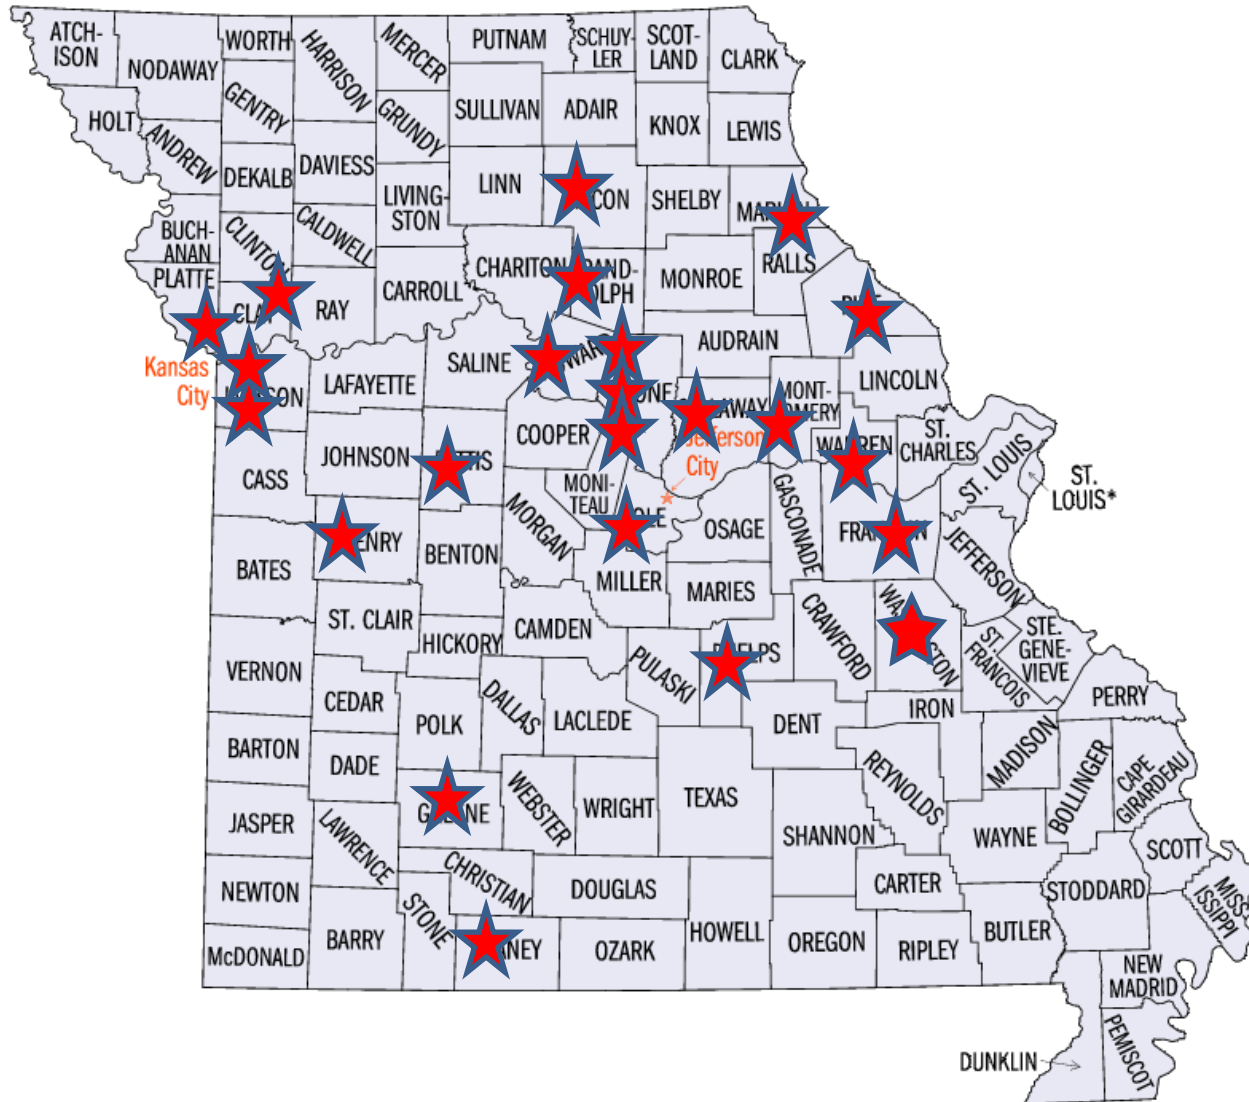 ATCH-
ISON
NODAWAY
WORTH
HARRISON
MERCER
PUTNAM
SCHUY-
LER
SCOT-
LAND
CLARK
HOLT
GENTRY
GRUNDY
SULLIVAN
ADAIR
KNOX
LEWIS
ANDREW
DEKALB
DAVIESS
LIVING-
STON
LINN
CON
SHELBY
BUCH-
ANAN
CLINTON
CALDWELL
CHARITON
MONROE
RALLS
PLATTE
RAY
CARROLL
AUDRAIN
Kansas
City
LAFAYETTE
SALINE
COOPER
MONT-
LINCOLN
WARREN
ST.
CHARLES
ST. LOUIS
ST.
LOUIS*
Jefferson
City
CASS
JOHNSON
MONI-
TEAU
MORGAN
OSAGE
GASCONADE
JEFFERSON
BATES
BENTON
MILLER
MARIES
ST. CLAIR
HICKORY
CAMDEN
PULASKI
CRAWFORD
ST.
FRANCOIS
STE.
GENE-
VIEVE
PERRY
VERNON
CEDAR
POLK
DALLAS
LACLEDE
DENT
IRON
MADISON
BOLLINGER
CAPE
GIRARDEAU
BARTON
DADE
WEBSTER
WRIGHT
TEXAS
REYNOLDS
JASPER
LAWRENCE
SHANNON
WAYNE
SCOTT
NEWTON
CHRISTIAN
DOUGLAS
CARTER
STODDARD
MISS-
ISSIPPI
McDONALD
BARRY
STONE
OZARK
HOWELL
OREGON
RIPLEY
BUTLER
NEW
MADRID
DUNKLIN
PEMISCOT